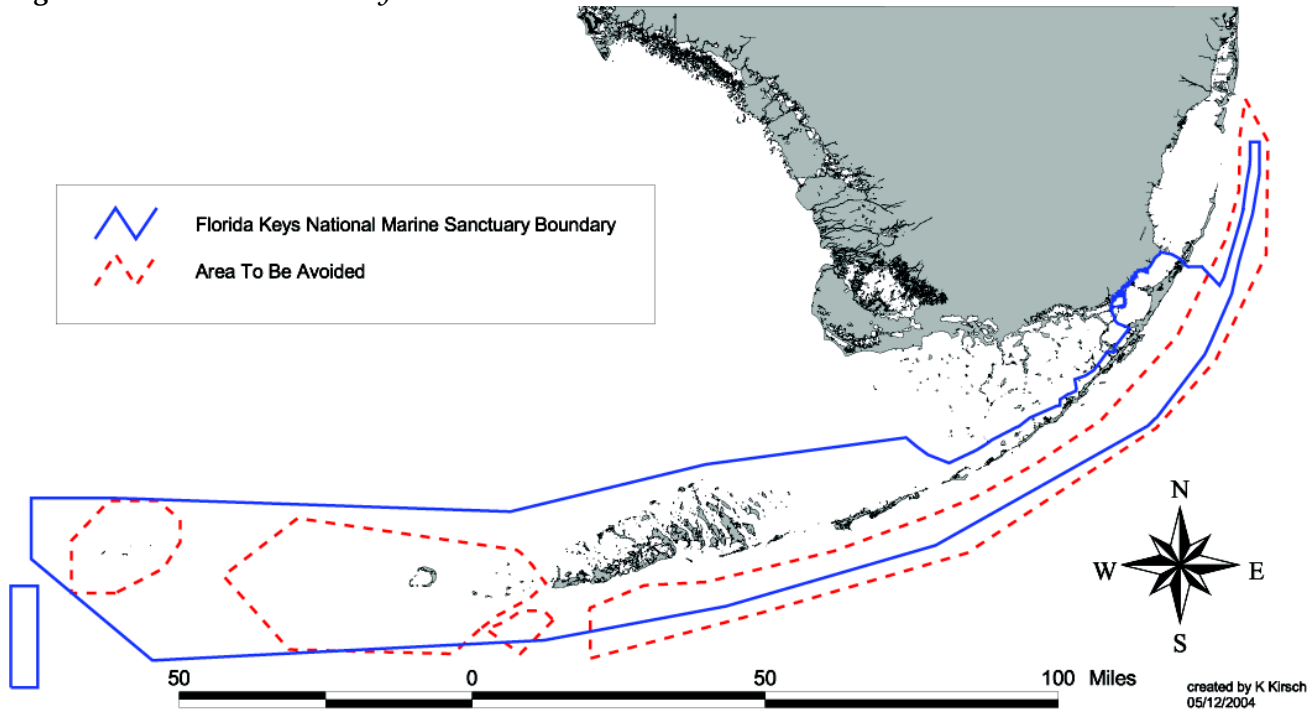 Florida Keys National Marine Sanctuary Boundary
Area To Be Avoided
N
W E
S
50 0 50 100 Miles
created by K Kirsch
05/12/2004